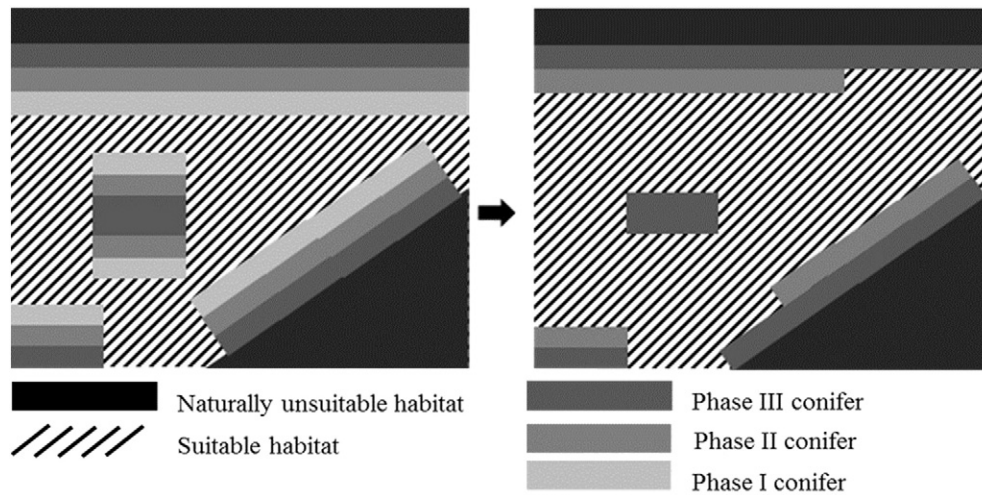 Naturally unsuitable habitat
Suitable habitat
Phase III conifer
Phase II conifer
Phase I conifer